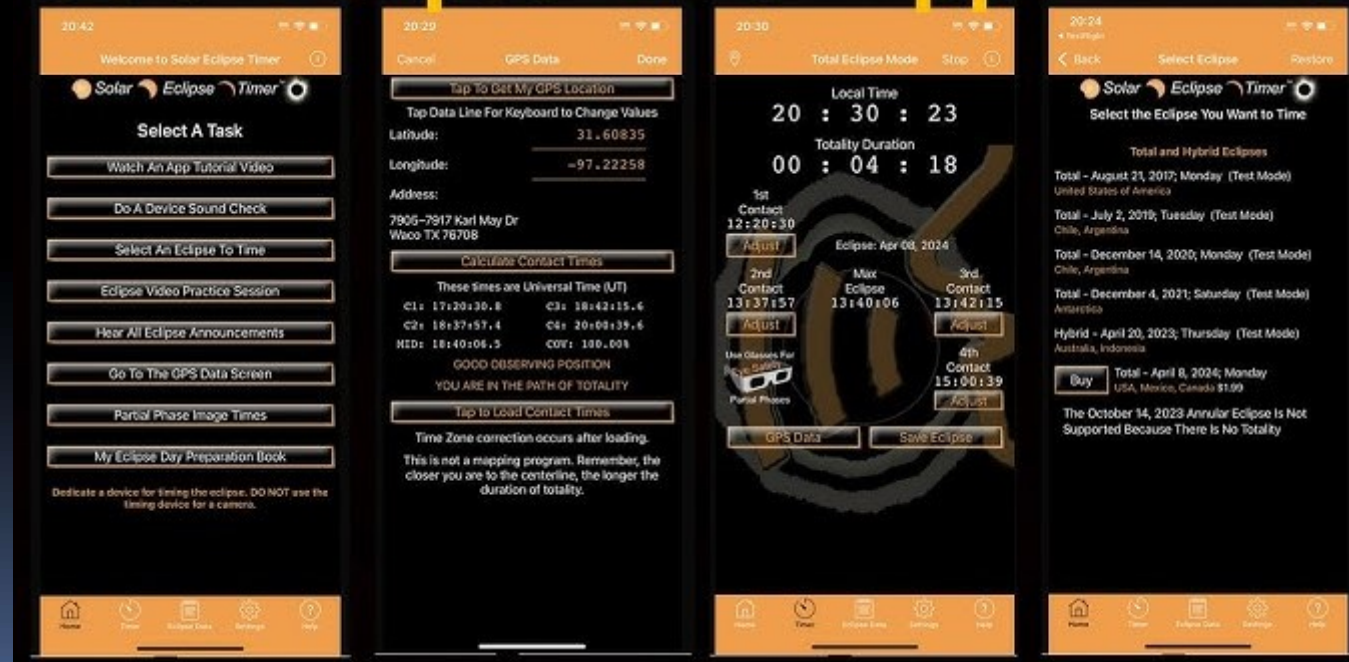 20:42
Welcome to Solar Eclipse Timer
Solar Eclipse Timer™
Select A Task
Watch An App Tutorial Video
Do A Device Sound Check
Select An Eclipse To Time
Eclipse Video Practice Session
Hear All Eclipse Announcements
Go To The GPS Data Screen
Partial Phase Image Times
My Eclipse Day Preparation Book
Dedicate a device for timing the eclipse. DO NOT use the
timing device for a camera.
Home Timer Eclipse Data Settings Help
20:29
Cancel GPS Data Done
Tap To Get My GPS Location
Tap Data Line For Keyboard to Change Values
Latitude: 31.60835
Longitude: -97.22258
Address:
7905-7917 Karl May Dr
Waco TX 76708
Calculate Contact Times
These times are Universal Time (UT)
C1: 17:20:30.8 C3: 18:42:15.6
C2: 18:37:57.4 C4: 20:00:39.6
MID: 18:40:06.5 COV: 100.00%
GOOD OBSERVING POSITION
YOU ARE IN THE PATH OF TOTALITY
Tap to Load Contact Times
Time Zone correction occurs after loading.
This is not a mapping program. Remember, the
closer you are to the centerline, the longer the
duration of totality.
20:30
Total Eclipse Mode Stop
Local Time
20 : 30 : 23
Totality Duration
00 : 04 : 18
1st
Contact
12:20:30
Adjust
Eclipse: Apr 08, 2024
2nd
Contact
13:37:57
Adjust
Max
Eclipse
13:40:06
3rd
Contact
13:42:15
Adjust
Use Glasses For
Eye Safety
Partial Phases
4th
Contact
15:00:39
Adjust
GPS Data Save Eclipse
Home Timer Eclipse Data Settings Help
20:24
TestFlight
Back Select Eclipse Restore
Solar Eclipse Timer™
Select the Eclipse You Want to Time
Total and Hybrid Eclipses
Total - August 21, 2017; Monday (Test Mode)
United States of America
Total - July 2, 2019; Tuesday (Test Mode)
Chile, Argentina
Total - December 14, 2020; Monday (Test Mode)
Chile, Argentina
Total - December 4, 2021; Saturday (Test Mode)
Antarctica
Hybrid - April 20, 2023; Thursday (Test Mode)
Australia, Indonesia
Buy
Total - April 8, 2024; Monday
USA, Mexico, Canada $1.99
The October 14, 2023 Annular Eclipse Is Not
Supported Because There Is No Totality
Home Timer Eclipse Data Settings Help